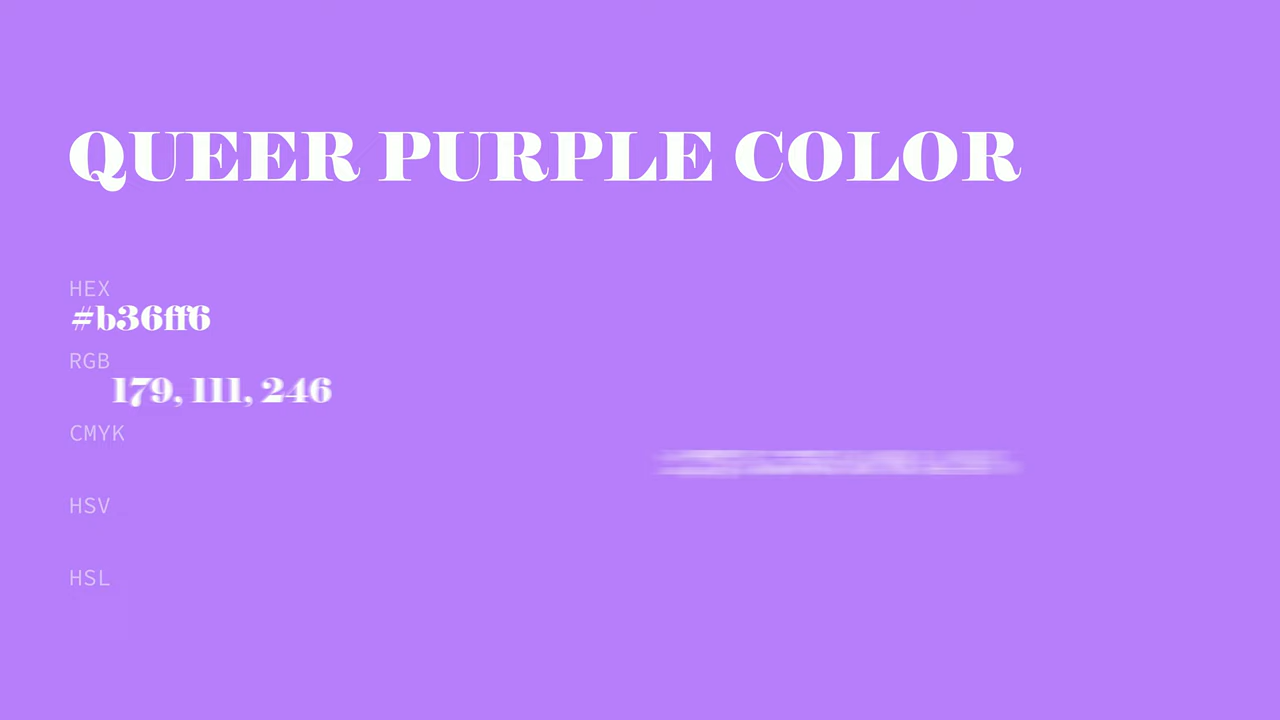 QUEER PURPLE COLOR
HEX
#b36ff6
RGB
179, 111, 246
CMYK
HSV
HSL